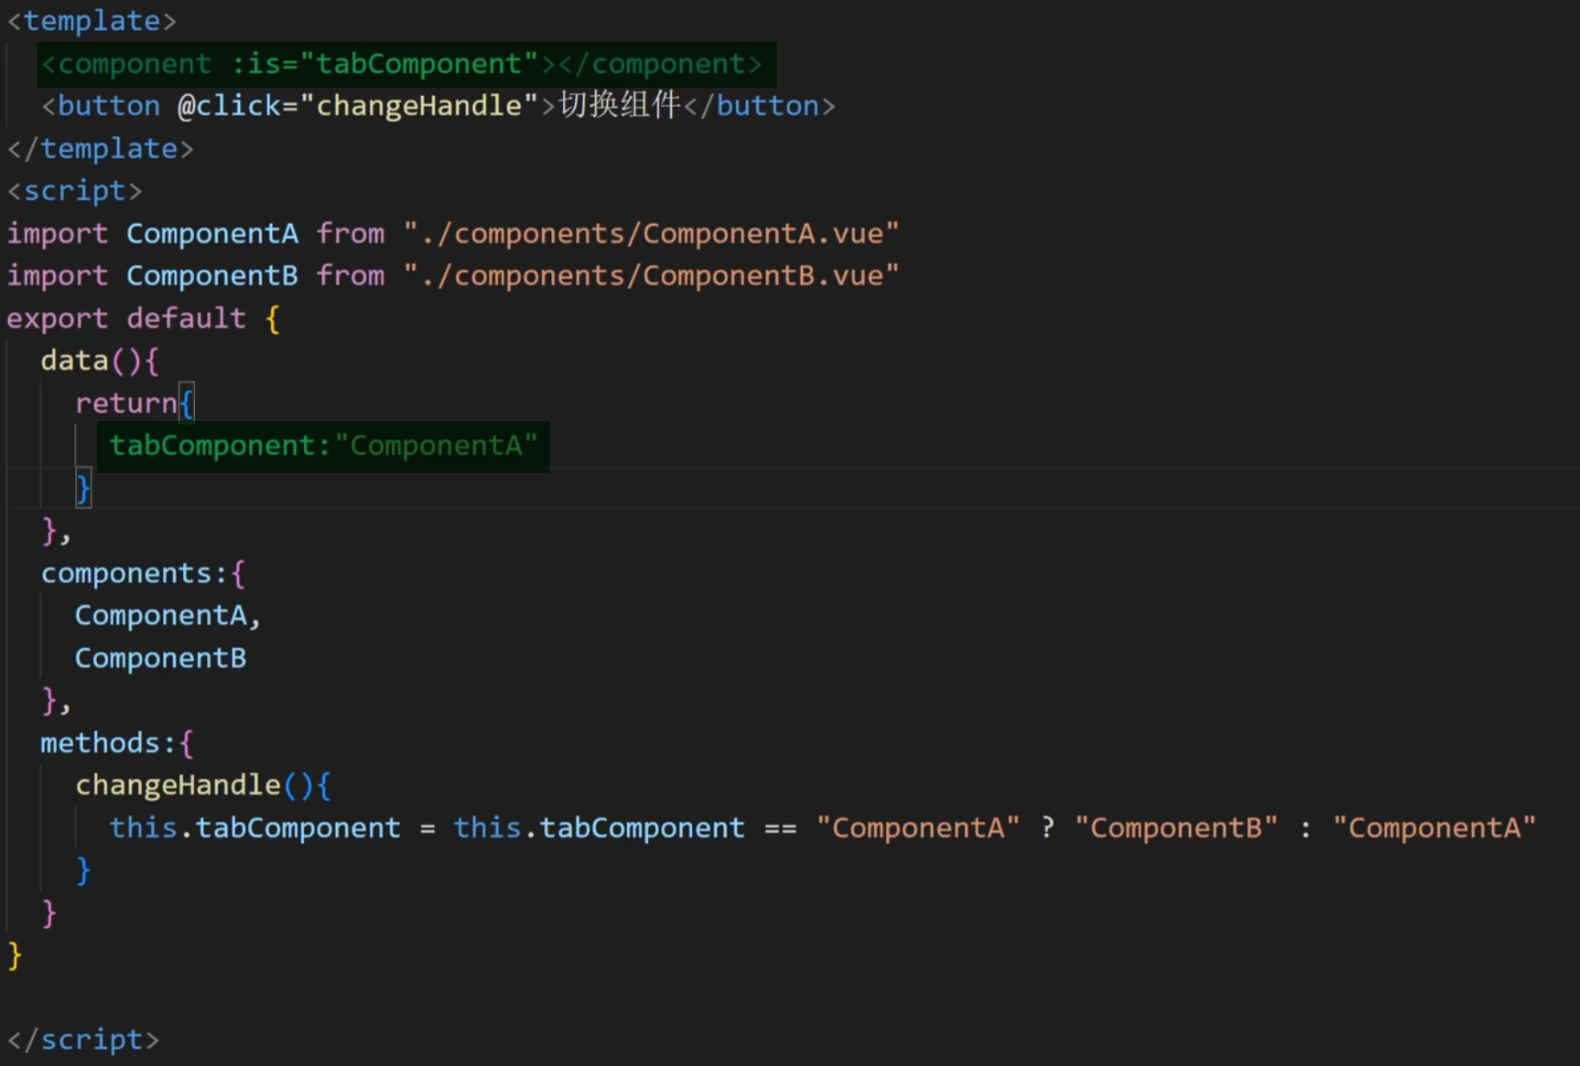 <template>
<component :is="tabComponent"></component>
<button @click="changeHandle">切换组件</button>
</template>
<script>
import ComponentA from "./components/ComponentA.vue"
import ComponentB from "./components/ComponentB.vue"
export default {
data(){
return{
tabComponent:"ComponentA"
}
},
components:{
ComponentA,
ComponentB
},
methods:{
changeHandle(){
this.tabComponent = this.tabComponent == "ComponentA" ? "ComponentB" : "ComponentA"
}
}
}
</script>